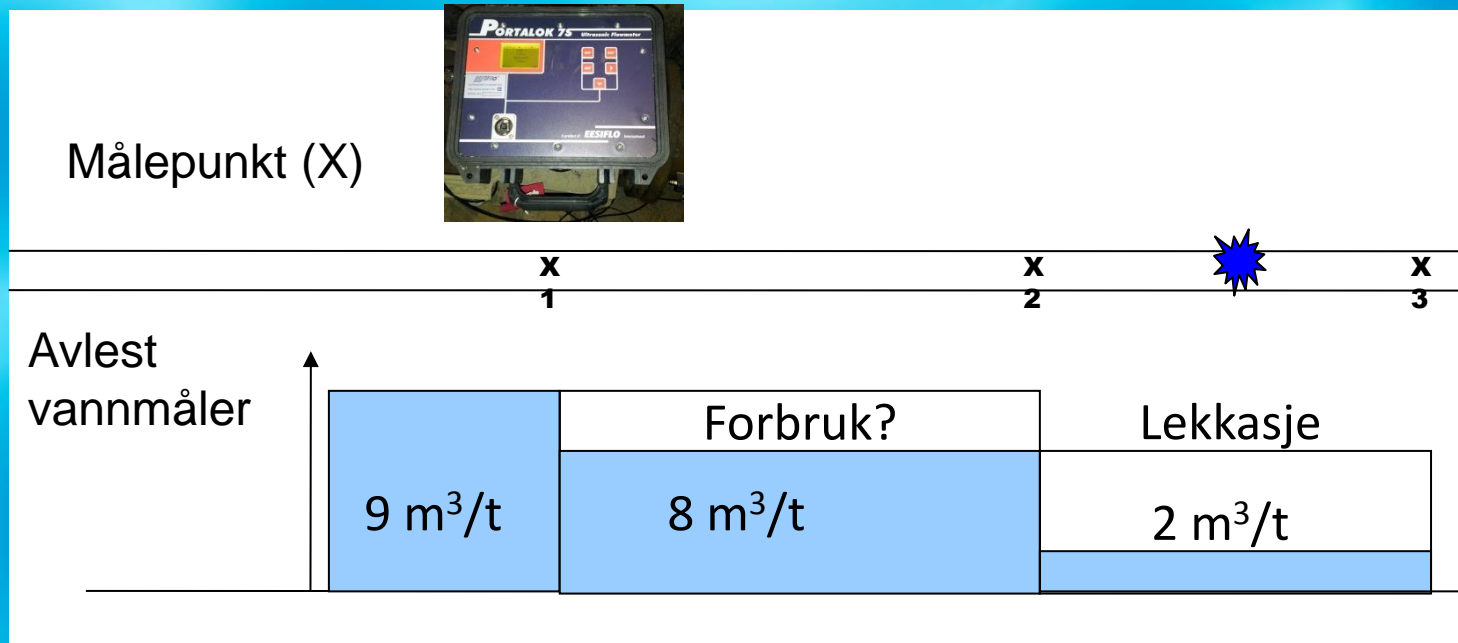 PORTALOK 7S Ultrasonic Flowmeter
EESIFLO
Målepunkt (X)
X X X
1 2 3
Avlest
vannmåler
Forbruk? Lekkasje
9 m³/t 8 m³/t 2 m³/t